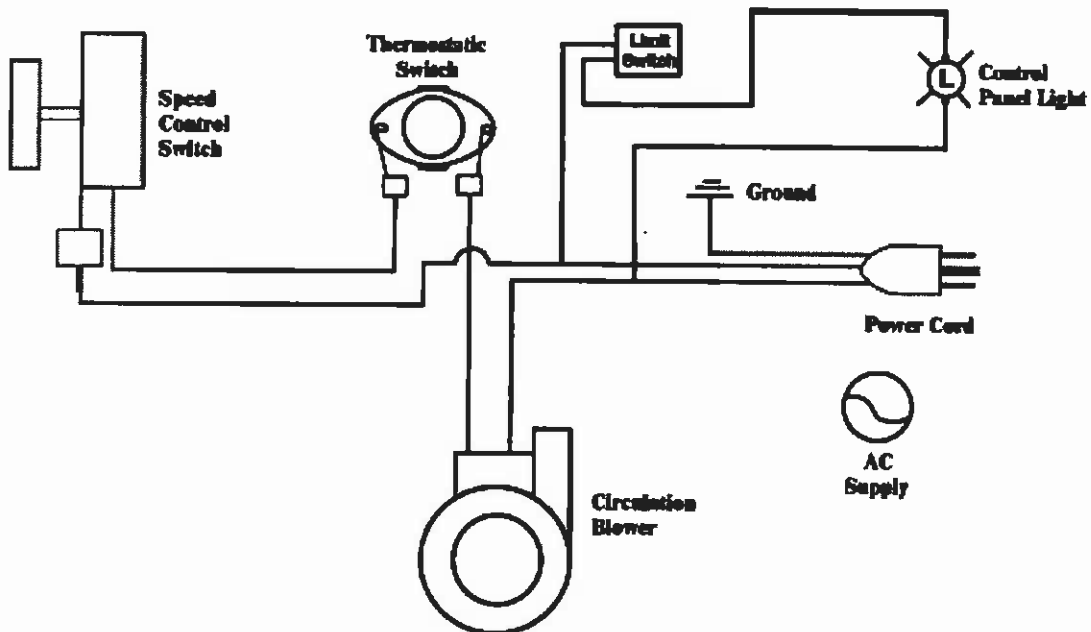 Thermostatic
Switch
Limit
Switch
Speed
Control
Switch
L
Control
Panel Light
Ground
Power Cord
AC
Supply
Circulation
Blower